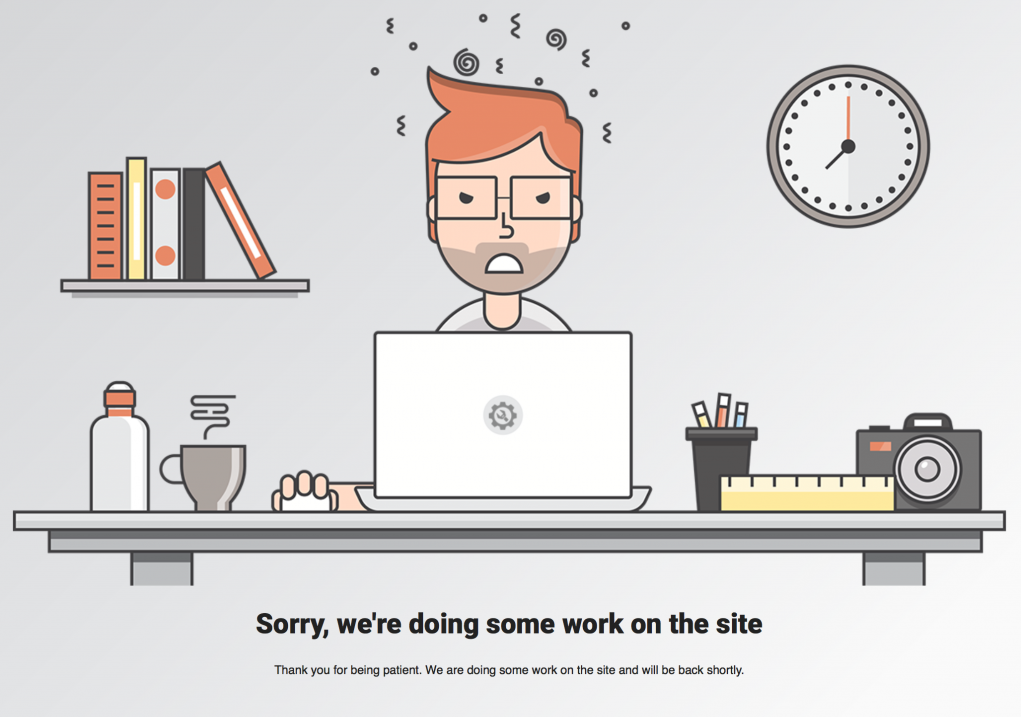 Sorry, we're doing some work on the site
Thank you for being patient. We are doing some work on the site and will be back shortly.